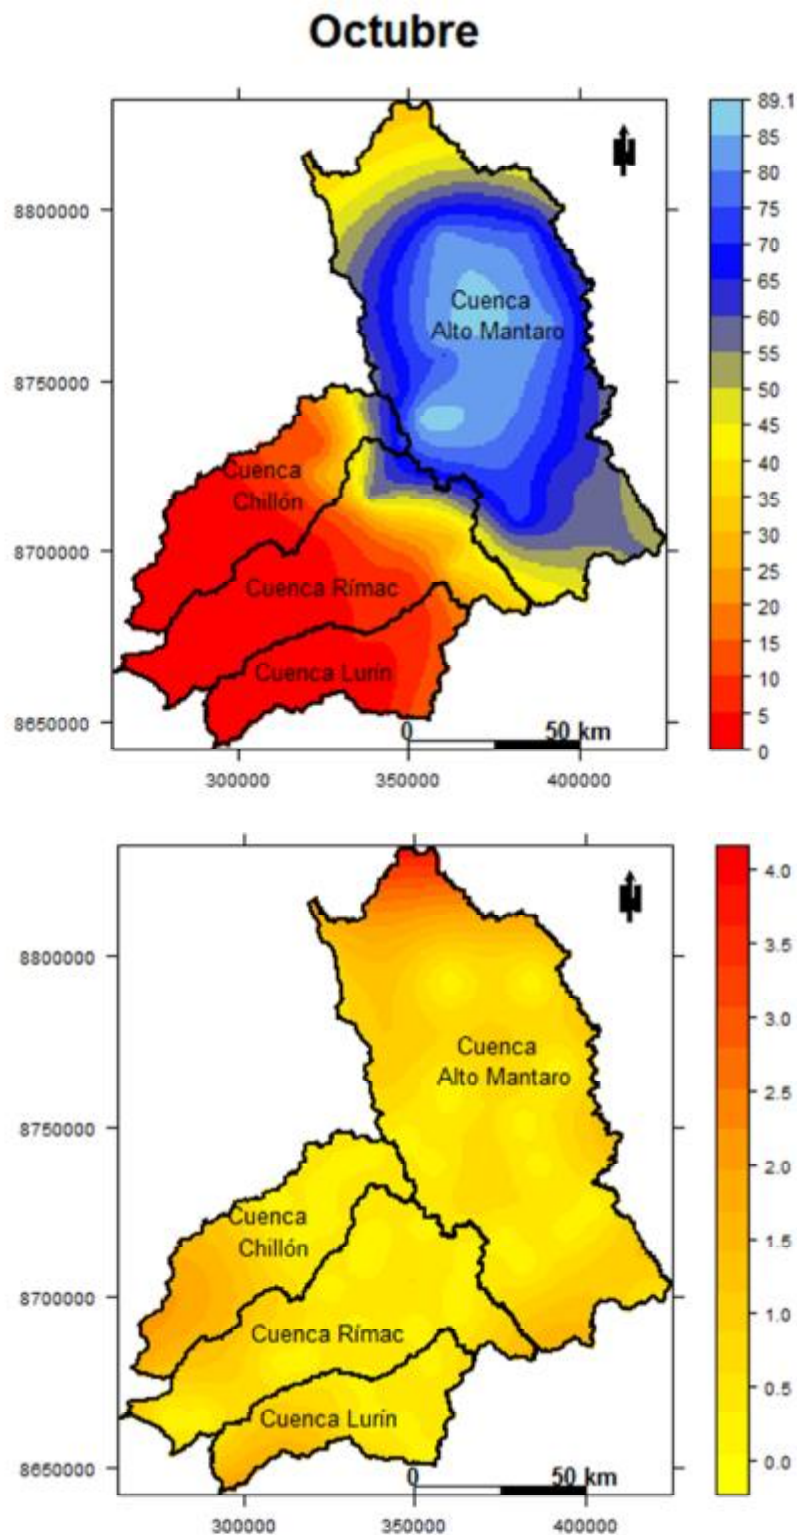 Octubre
89.1
85
80
8800000
75
70
65
Cuenca
Alto Mantaro
60
55
8750000
50
45
40
Cuenca
Chillón
35
30
8700000
25
Cuenca Rímac
20
15
Cuenca Lurín
10
5
8650000
0
50 km
0
300000
350000
400000
4.0
8800000
3.5
3.0
Cuenca
Alto Mantaro
2.5
8750000
2.0
Cuenca
Chillón
1.5
8700000
1.0
Cuenca Rímac
0.5
Cuenca Lurín
0.0
8650000
0
50 km
300000
350000
400000